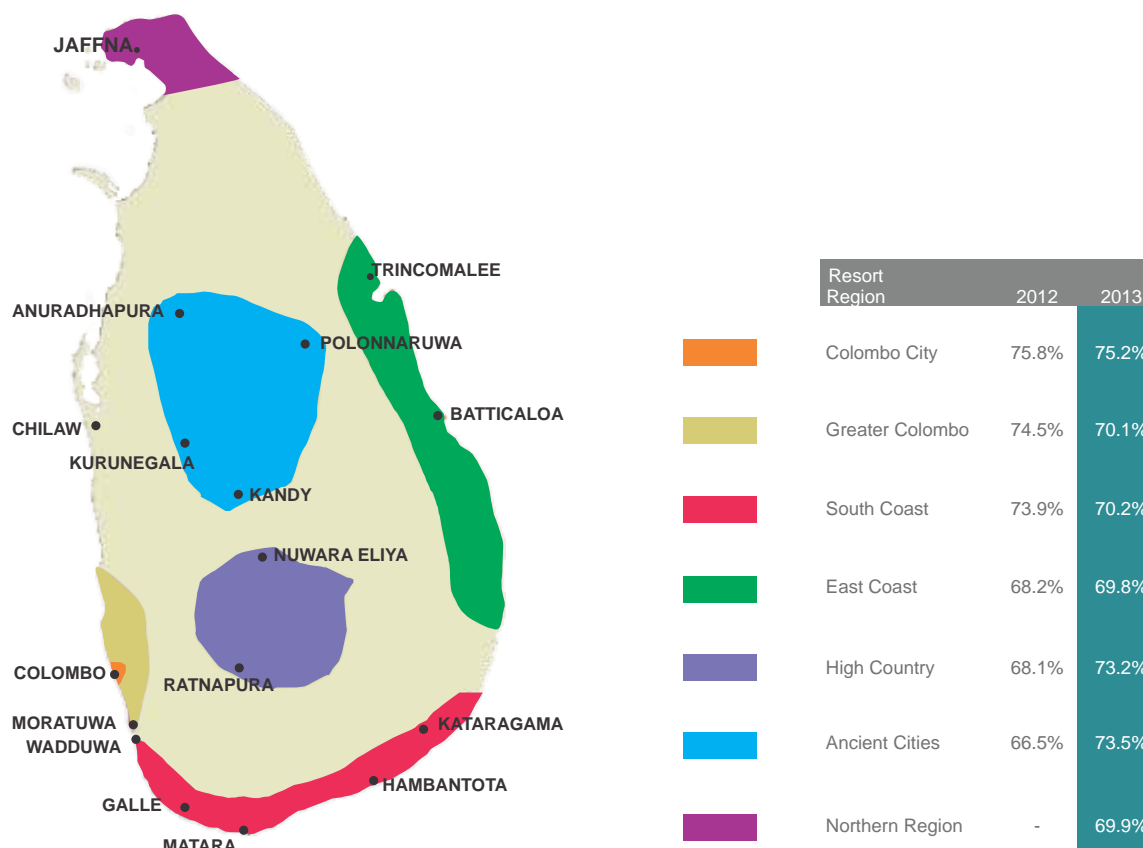 JAFFNA
TRINCOMALEE
ANURADHAPURA
POLONNARUWA
BATTICALOA
CHILAW
KURUNEGALA
KANDY
NUWARA ELIYA
COLOMBO
RATNAPURA
MORATUWA
WADDUWA
KATARAGAMA
HAMBANTOTA
GALLE
MATARA
Resort
Region 2012 2013
Colombo City 75.8% 75.2%
Greater Colombo 74.5% 70.1%
South Coast 73.9% 70.2%
East Coast 68.2% 69.8%
High Country 68.1% 73.2%
Ancient Cities 66.5% 73.5%
Northern Region - 69.9%